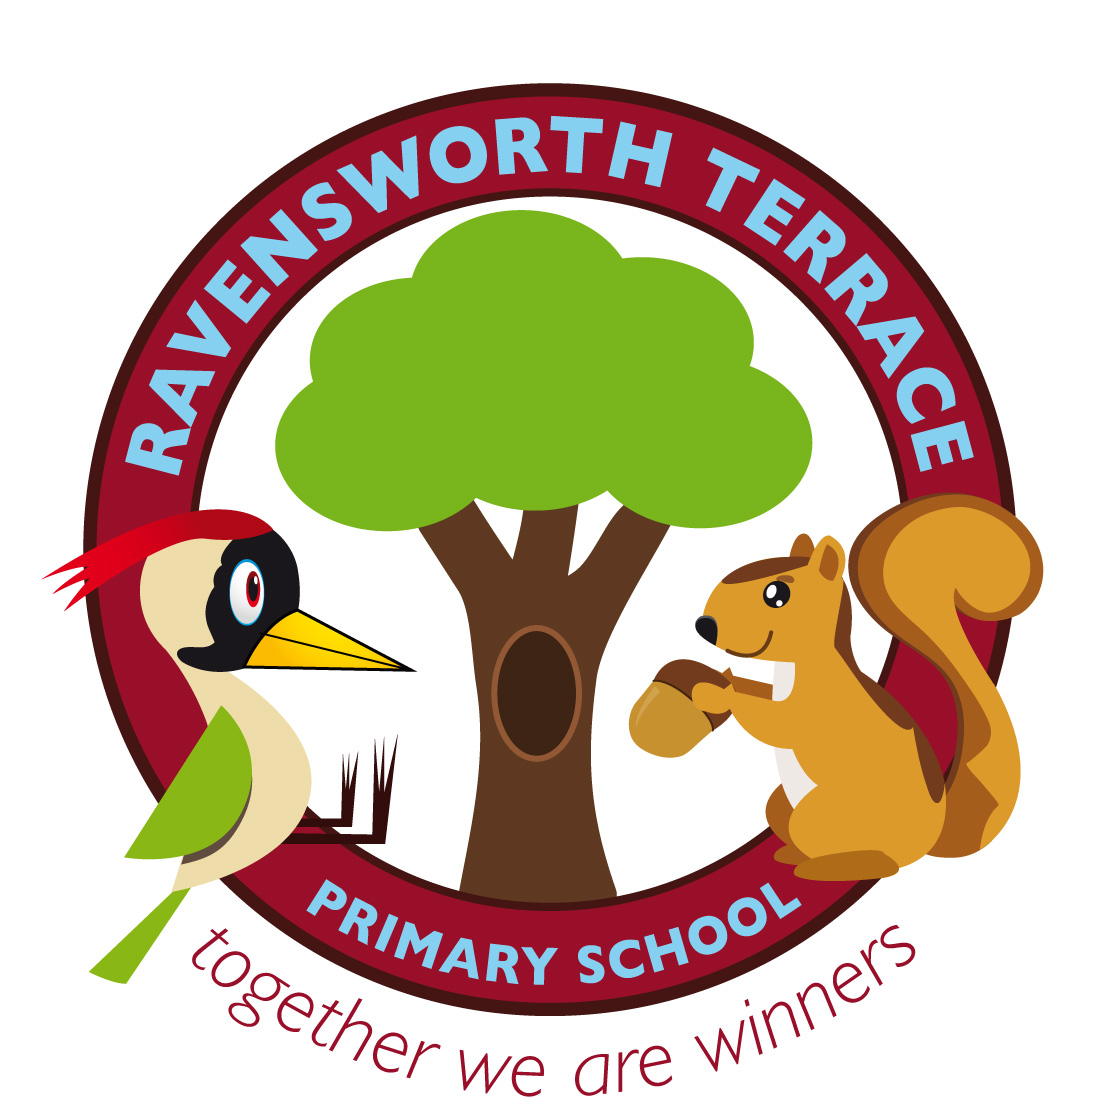 RAVENSWORTH TERRACE
PRIMARY SCHOOL
together we are winners